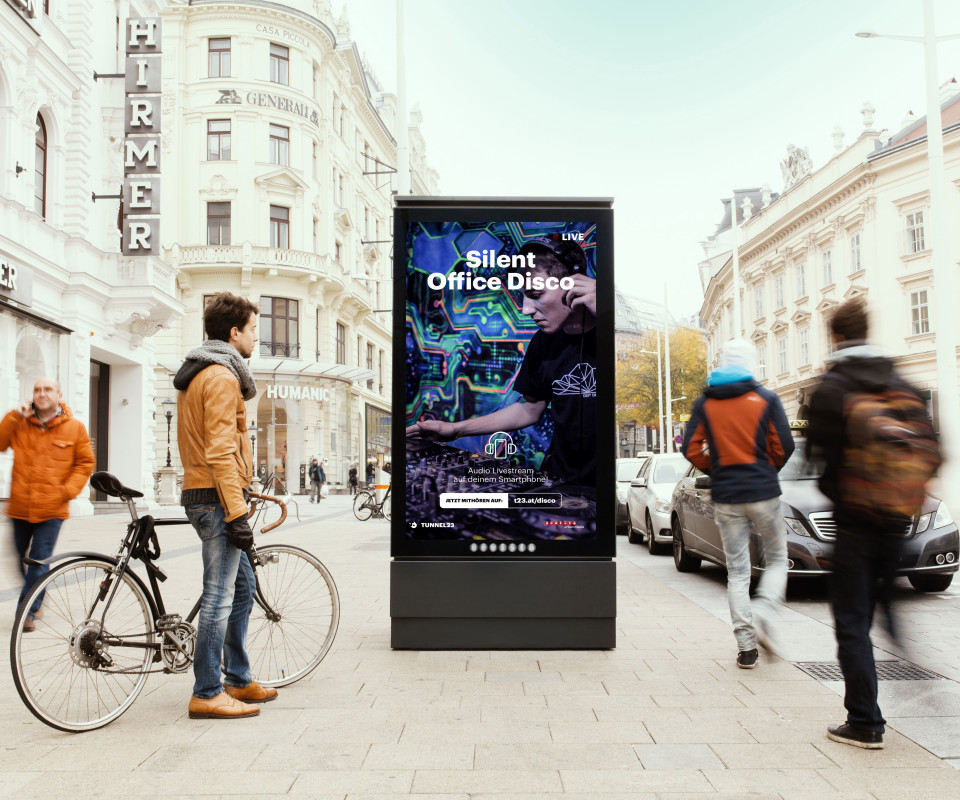 HIRMER
CASA PICCOLA
GENERALI
ER
HUMANIC
LIVE
Silent
Office Disco
Audio Livestream
auf deinem Smartphone
JETZT MITHÖREN AUF:
t23.at/disco
TUNNEL23